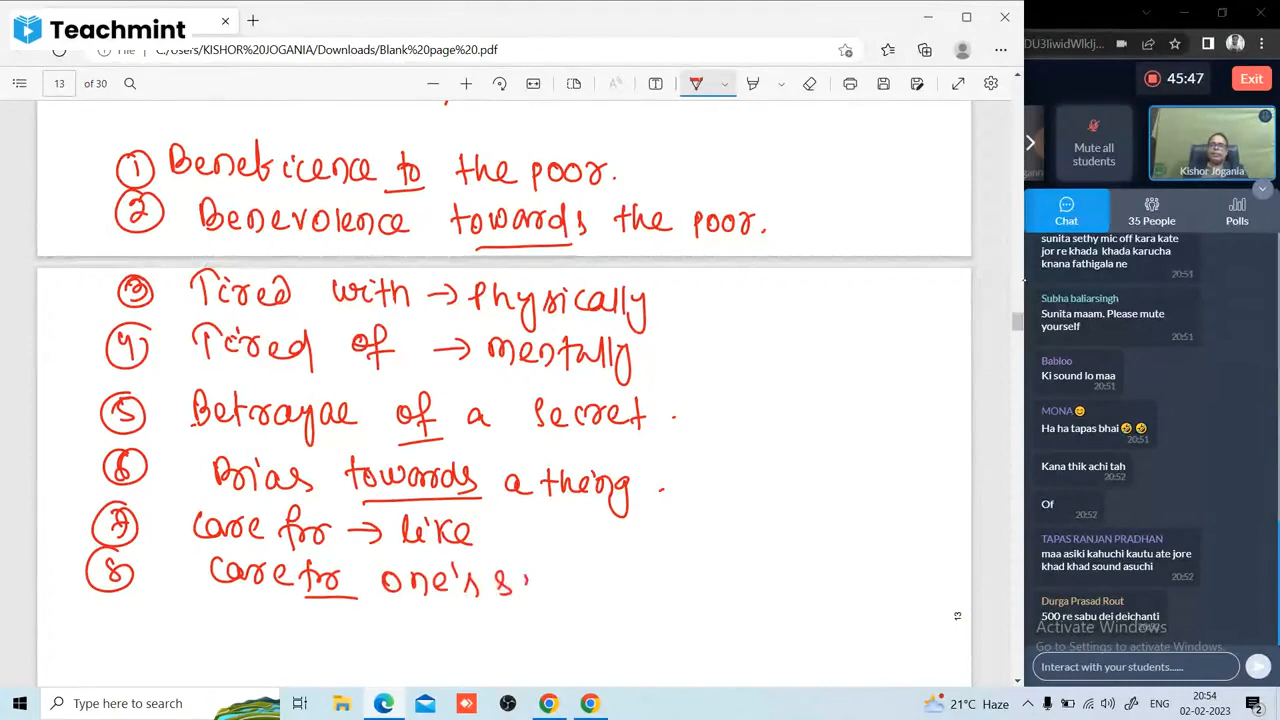 Teachmint
File
C:/Users/KISHOR%20JOGANIA/Downloads/Blank%20page%20.pdf
13 of 30
① Beneficence to the poor.
② Benevolence towards the poor.
③ Tired with → Physically
④ Tired of → mentally
⑤ Betrayal of a secret.
⑥ Bias towards a thing.
⑦ care for → like
⑧ care for one's s
13
DU3liwidWlklj...
45:47
Exit
Mute all
students
Kishor Jogania
Chat
35 People
Polls
sunita sethy mic off kara kate
jor re khada khada karucha
knana fathigala ne
20:51
Subha baliarsingh
Sunita maam. Please mute
yourself
20:51
Babloo
Ki sound lo maa
20:51
MONA😊
Ha ha tapas bhai 🤣 🤣
20:51
Kana thik achi tah
20:52
Of
20:52
TAPAS RANJAN PRADHAN
maa asiki kahuchi kautu ate jore
khad khad sound asuchi
20:52
Durga Prasad Rout
500 re sabu dei deichanti
Activate Windows
Go to Settings to activate Windows.
Interact with your students......
Type here to search
21°C Haze
ENG
20:54
02-02-2023
2